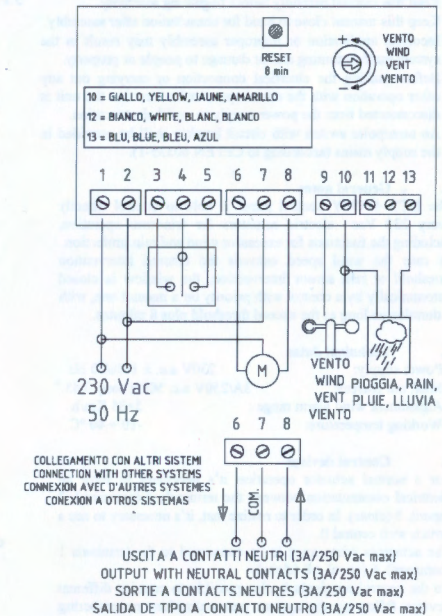 RESET
8 min
+
VENTO
WIND
VENT
VIENTO
-
10 = GIALLO, YELLOW, JAUNE, AMARILLO
12 = BIANCO, WHITE, BLANC, BLANCO
13 = BLU, BLUE, BLEU, AZUL
1 2 3 4 5 6 7 8 9 10 11 12 13
M
230 Vac
50 Hz
VENTO
WIND
VENT
VIENTO
PIOGGIA, RAIN,
PLUIE, LLUVIA
6 7 8
COLLEGAMENTO CON ALTRI SISTEMI
CONNECTION WITH OTHER SYSTEMS
CONNEXION AVEC D'AUTRES SYSTEMES
CONEXION A OTROS SISTEMAS
COM.
USCITA A CONTATTI NEUTRI (3A/250 Vac max)
OUTPUT WITH NEUTRAL CONTACTS (3A/250 Vac max)
SORTIE A CONTACTS NEUTRES (3A/250 Vac max)
SALIDA DE TIPO A CONTACTO NEUTRO (3A/250 Vac max)